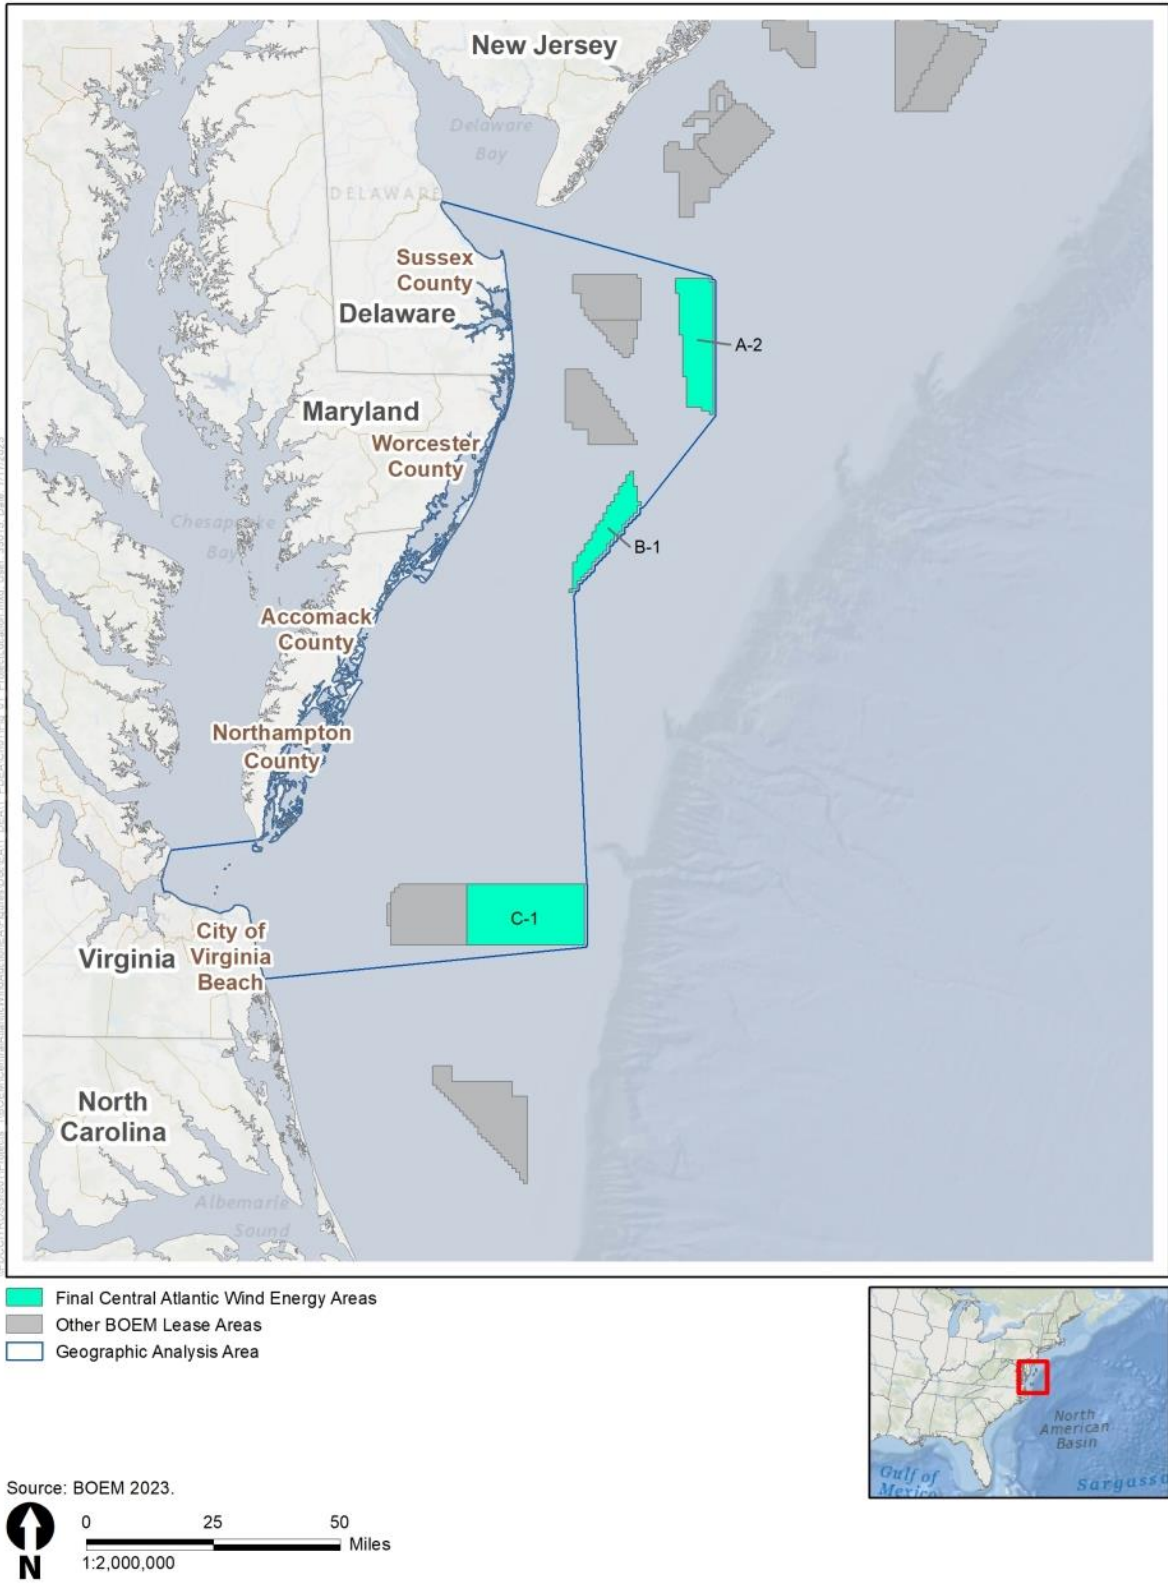 New Jersey
Delaware
Bay
DELAWARE
Sussex
County
Delaware
A-2
Maryland
Worcester
County
Chesapeake
Bay
B-1
Accomack
County
Northampton
County
C-1
City of
Virginia
Beach
Virginia
North
Carolina
Albemarle
Sound
Final Central Atlantic Wind Energy Areas
Other BOEM Lease Areas
Geographic Analysis Area
North
American
Basin
Gulf of
Mexico
Sargasso
Source: BOEM 2023.
0 25 50
Miles
1:2,000,000
N